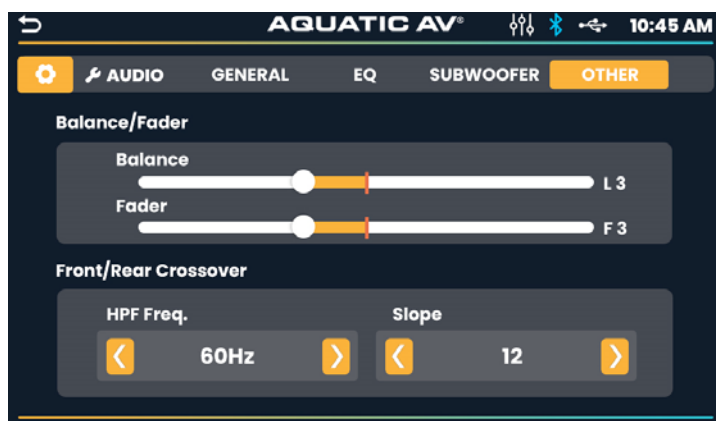 AQUATIC AV® 10:45 AM
AUDIO GENERAL EQ SUBWOOFER OTHER
Balance/Fader
Balance
L 3
Fader
F 3
Front/Rear Crossover
HPF Freq. Slope
60Hz 12